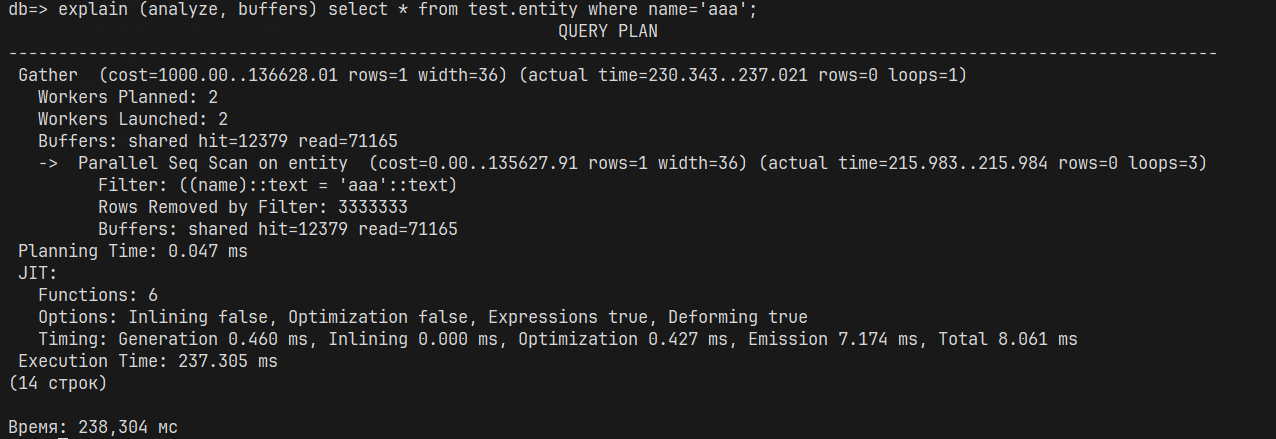 db=> explain (analyze, buffers) select * from test.entity where name='aaa';
QUERY PLAN
-------------------------------------------------------------------------------------------------------------------------
Gather  (cost=1000.00..136628.01 rows=1 width=36) (actual time=230.343..237.021 rows=0 loops=1)
Workers Planned: 2
Workers Launched: 2
Buffers: shared hit=12379 read=71165
->  Parallel Seq Scan on entity  (cost=0.00..135627.91 rows=1 width=36) (actual time=215.983..215.984 rows=0 loops=3)
Filter: ((name)::text = 'aaa'::text)
Rows Removed by Filter: 3333333
Buffers: shared hit=12379 read=71165
Planning Time: 0.047 ms
JIT:
Functions: 6
Options: Inlining false, Optimization false, Expressions true, Deforming true
Timing: Generation 0.460 ms, Inlining 0.000 ms, Optimization 0.427 ms, Emission 7.174 ms, Total 8.061 ms
Execution Time: 237.305 ms
(14 строк)
Время: 238,304 мс